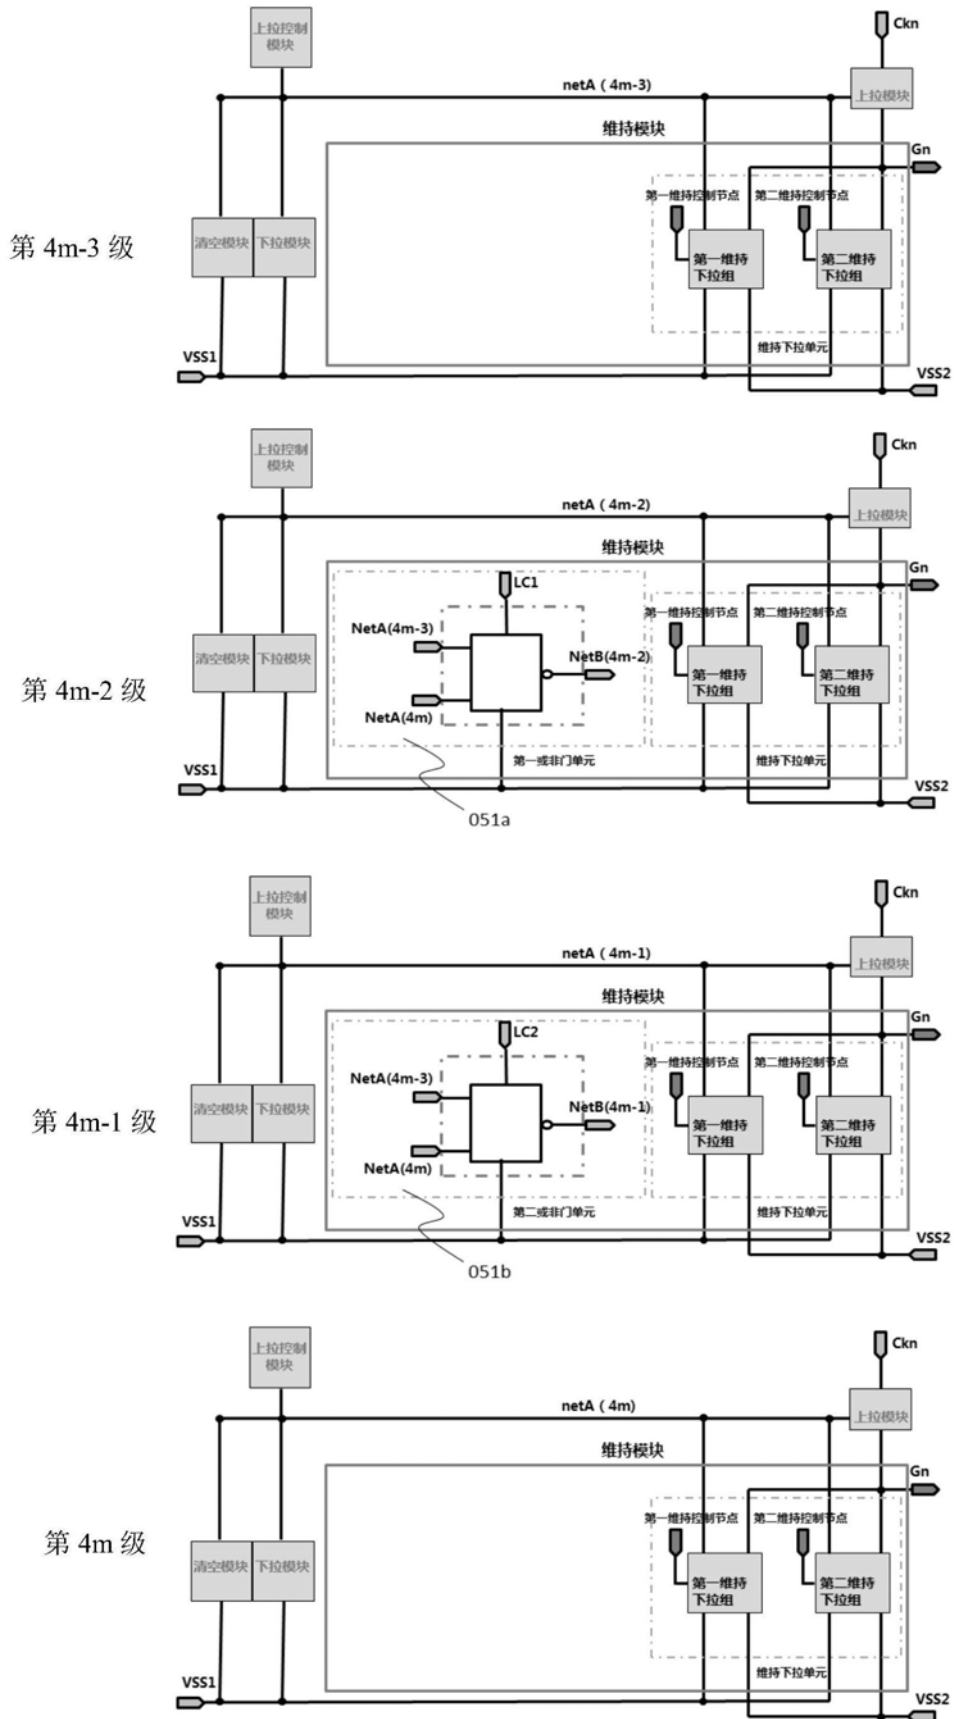 上拉控制
模块
Ckn
netA（4m-3）
上拉模块
维持模块
Gn
第一维持控制节点
第二维持控制节点
第 4m-3 级
清空模块
下拉模块
第一维持
下拉组
第二维持
下拉组
维持下拉单元
VSS1
VSS2
上拉控制
模块
Ckn
netA（4m-2）
上拉模块
维持模块
Gn
LC1
第一维持控制节点
第二维持控制节点
NetA(4m-3)
NetB(4m-2)
第 4m-2 级
清空模块
下拉模块
第一维持
下拉组
第二维持
下拉组
NetA(4m)
第一或非门单元
维持下拉单元
VSS1
VSS2
051a
上拉控制
模块
Ckn
netA（4m-1）
上拉模块
维持模块
Gn
LC2
第一维持控制节点
第二维持控制节点
NetA(4m-3)
NetB(4m-1)
第 4m-1 级
清空模块
下拉模块
第一维持
下拉组
第二维持
下拉组
NetA(4m)
第二或非门单元
维持下拉单元
VSS1
VSS2
051b
上拉控制
模块
Ckn
netA（4m)
上拉模块
维持模块
Gn
第一维持控制节点
第二维持控制节点
第 4m 级
清空模块
下拉模块
第一维持
下拉组
第二维持
下拉组
维持下拉单元
VSS1
VSS2